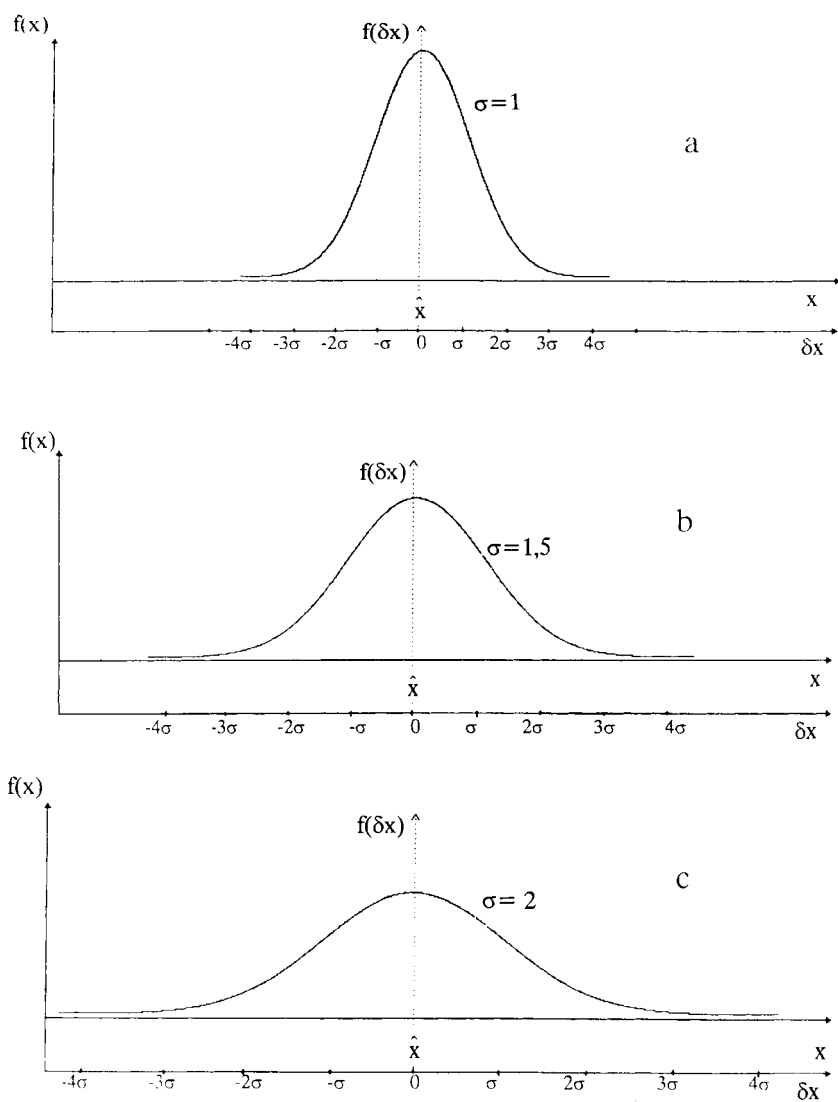 f(x)
f(δx)
σ=1
a
x̂
x
-4σ -3σ -2σ -σ 0 σ 2σ 3σ 4σ
δx
f(x)
f(δx)
b
σ=1,5
x̂
x
-4σ -3σ -2σ -σ 0 σ 2σ 3σ 4σ
δx
f(x)
f(δx)
c
σ= 2
x̂
x
-4σ -3σ -2σ -σ 0 σ 2σ 3σ 4σ
δx